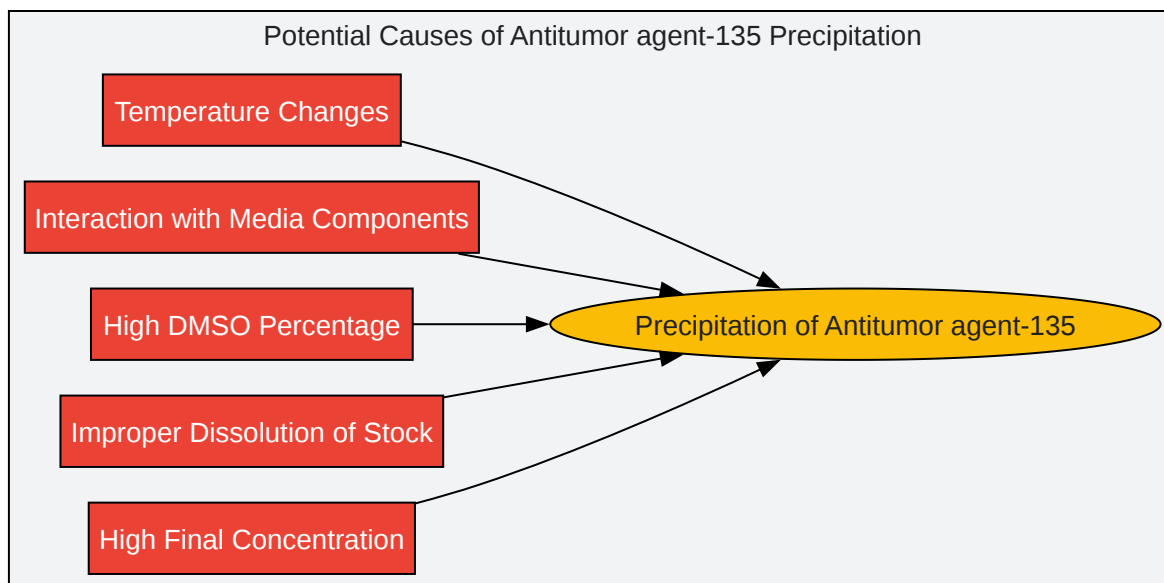 Potential Causes of Antitumor agent-135 Precipitation
Temperature Changes
Interaction with Media Components
High DMSO Percentage
Precipitation of Antitumor agent-135
Improper Dissolution of Stock
High Final Concentration